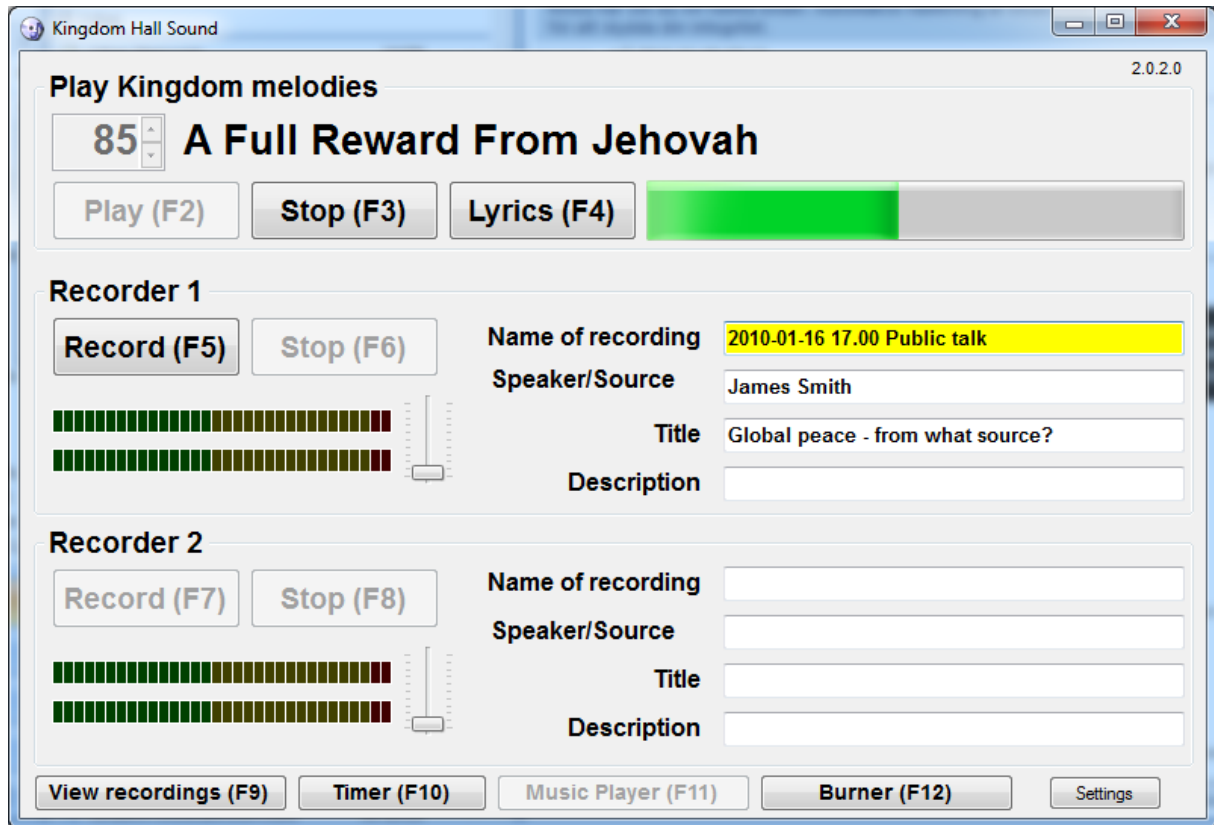 Kingdom Hall Sound
2.0.2.0
Play Kingdom melodies
85 A Full Reward From Jehovah
Play (F2) Stop (F3) Lyrics (F4)
Recorder 1
Record (F5) Stop (F6)
Name of recording 2010-01-16 17.00 Public talk
Speaker/Source James Smith
Title Global peace - from what source?
Description
Recorder 2
Record (F7) Stop (F8)
Name of recording
Speaker/Source
Title
Description
View recordings (F9) Timer (F10) Music Player (F11) Burner (F12) Settings